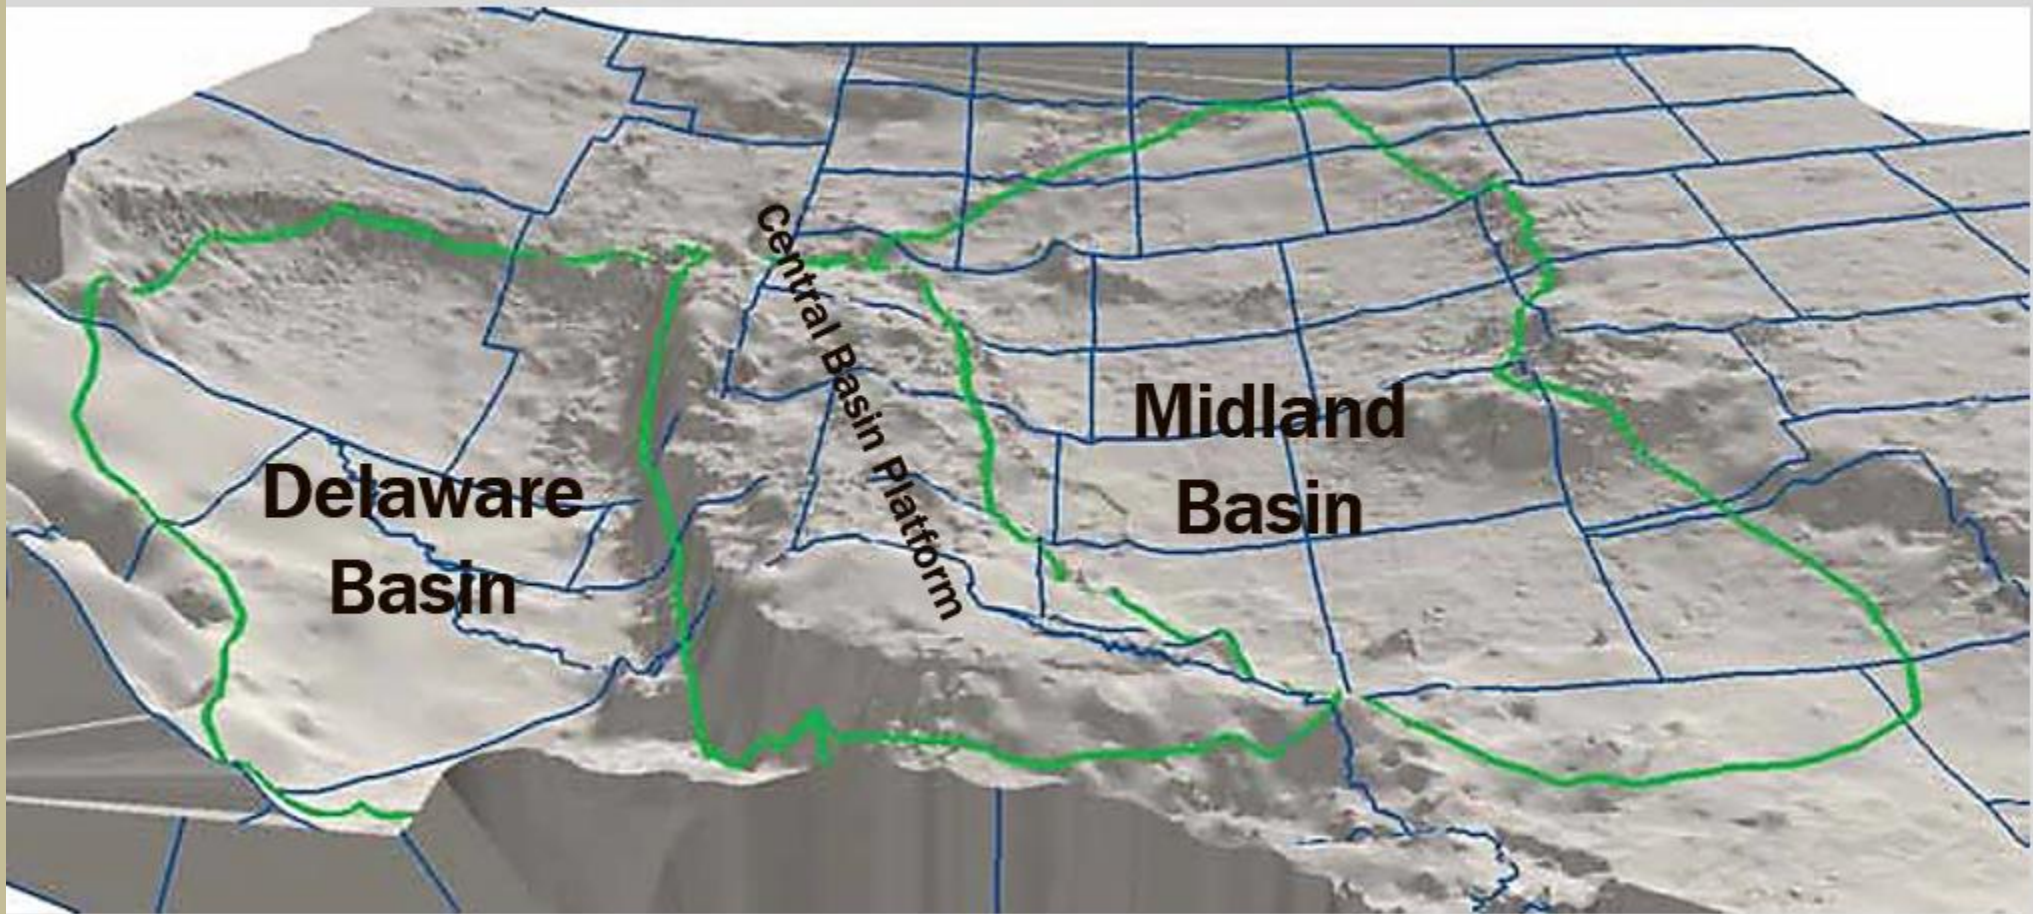 Delaware
Basin
Central Basin Platform
Midland
Basin